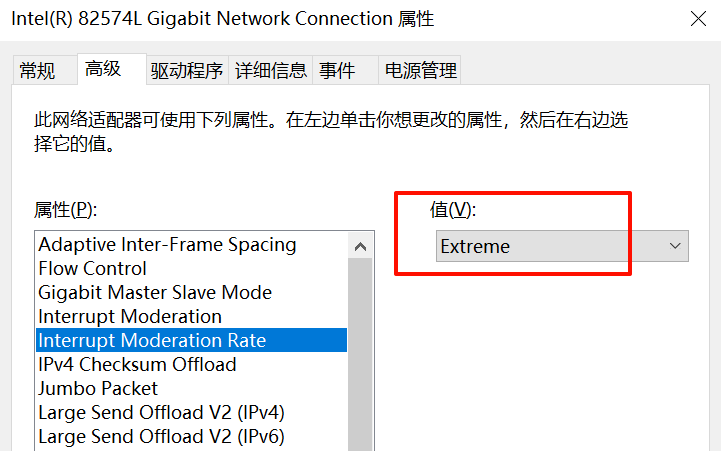 Intel(R) 82574L Gigabit Network Connection 属性
常规 高级 驱动程序 详细信息 事件 电源管理
此网络适配器可使用下列属性。在左边单击你想更改的属性，然后在右边选
择它的值。
属性(P):
值(V):
Extreme
Adaptive Inter-Frame Spacing
Flow Control
Gigabit Master Slave Mode
Interrupt Moderation
Interrupt Moderation Rate
IPv4 Checksum Offload
Jumbo Packet
Large Send Offload V2 (IPv4)
Large Send Offload V2 (IPv6)